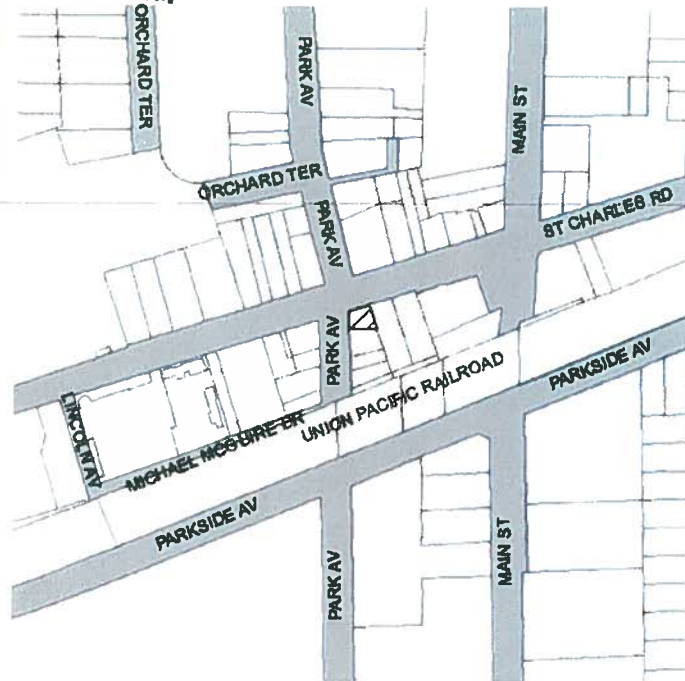 ORCHARD TER
PARK AV
MAIN ST
ORCHARD TER
PARK AV
ST CHARLES RD
PARK AV
UNION PACIFIC RAILROAD
PARKSIDE AV
LINCOLN AV
MICHAEL MCGUIRE DR
PARKSIDE AV
PARK AV
MAIN ST